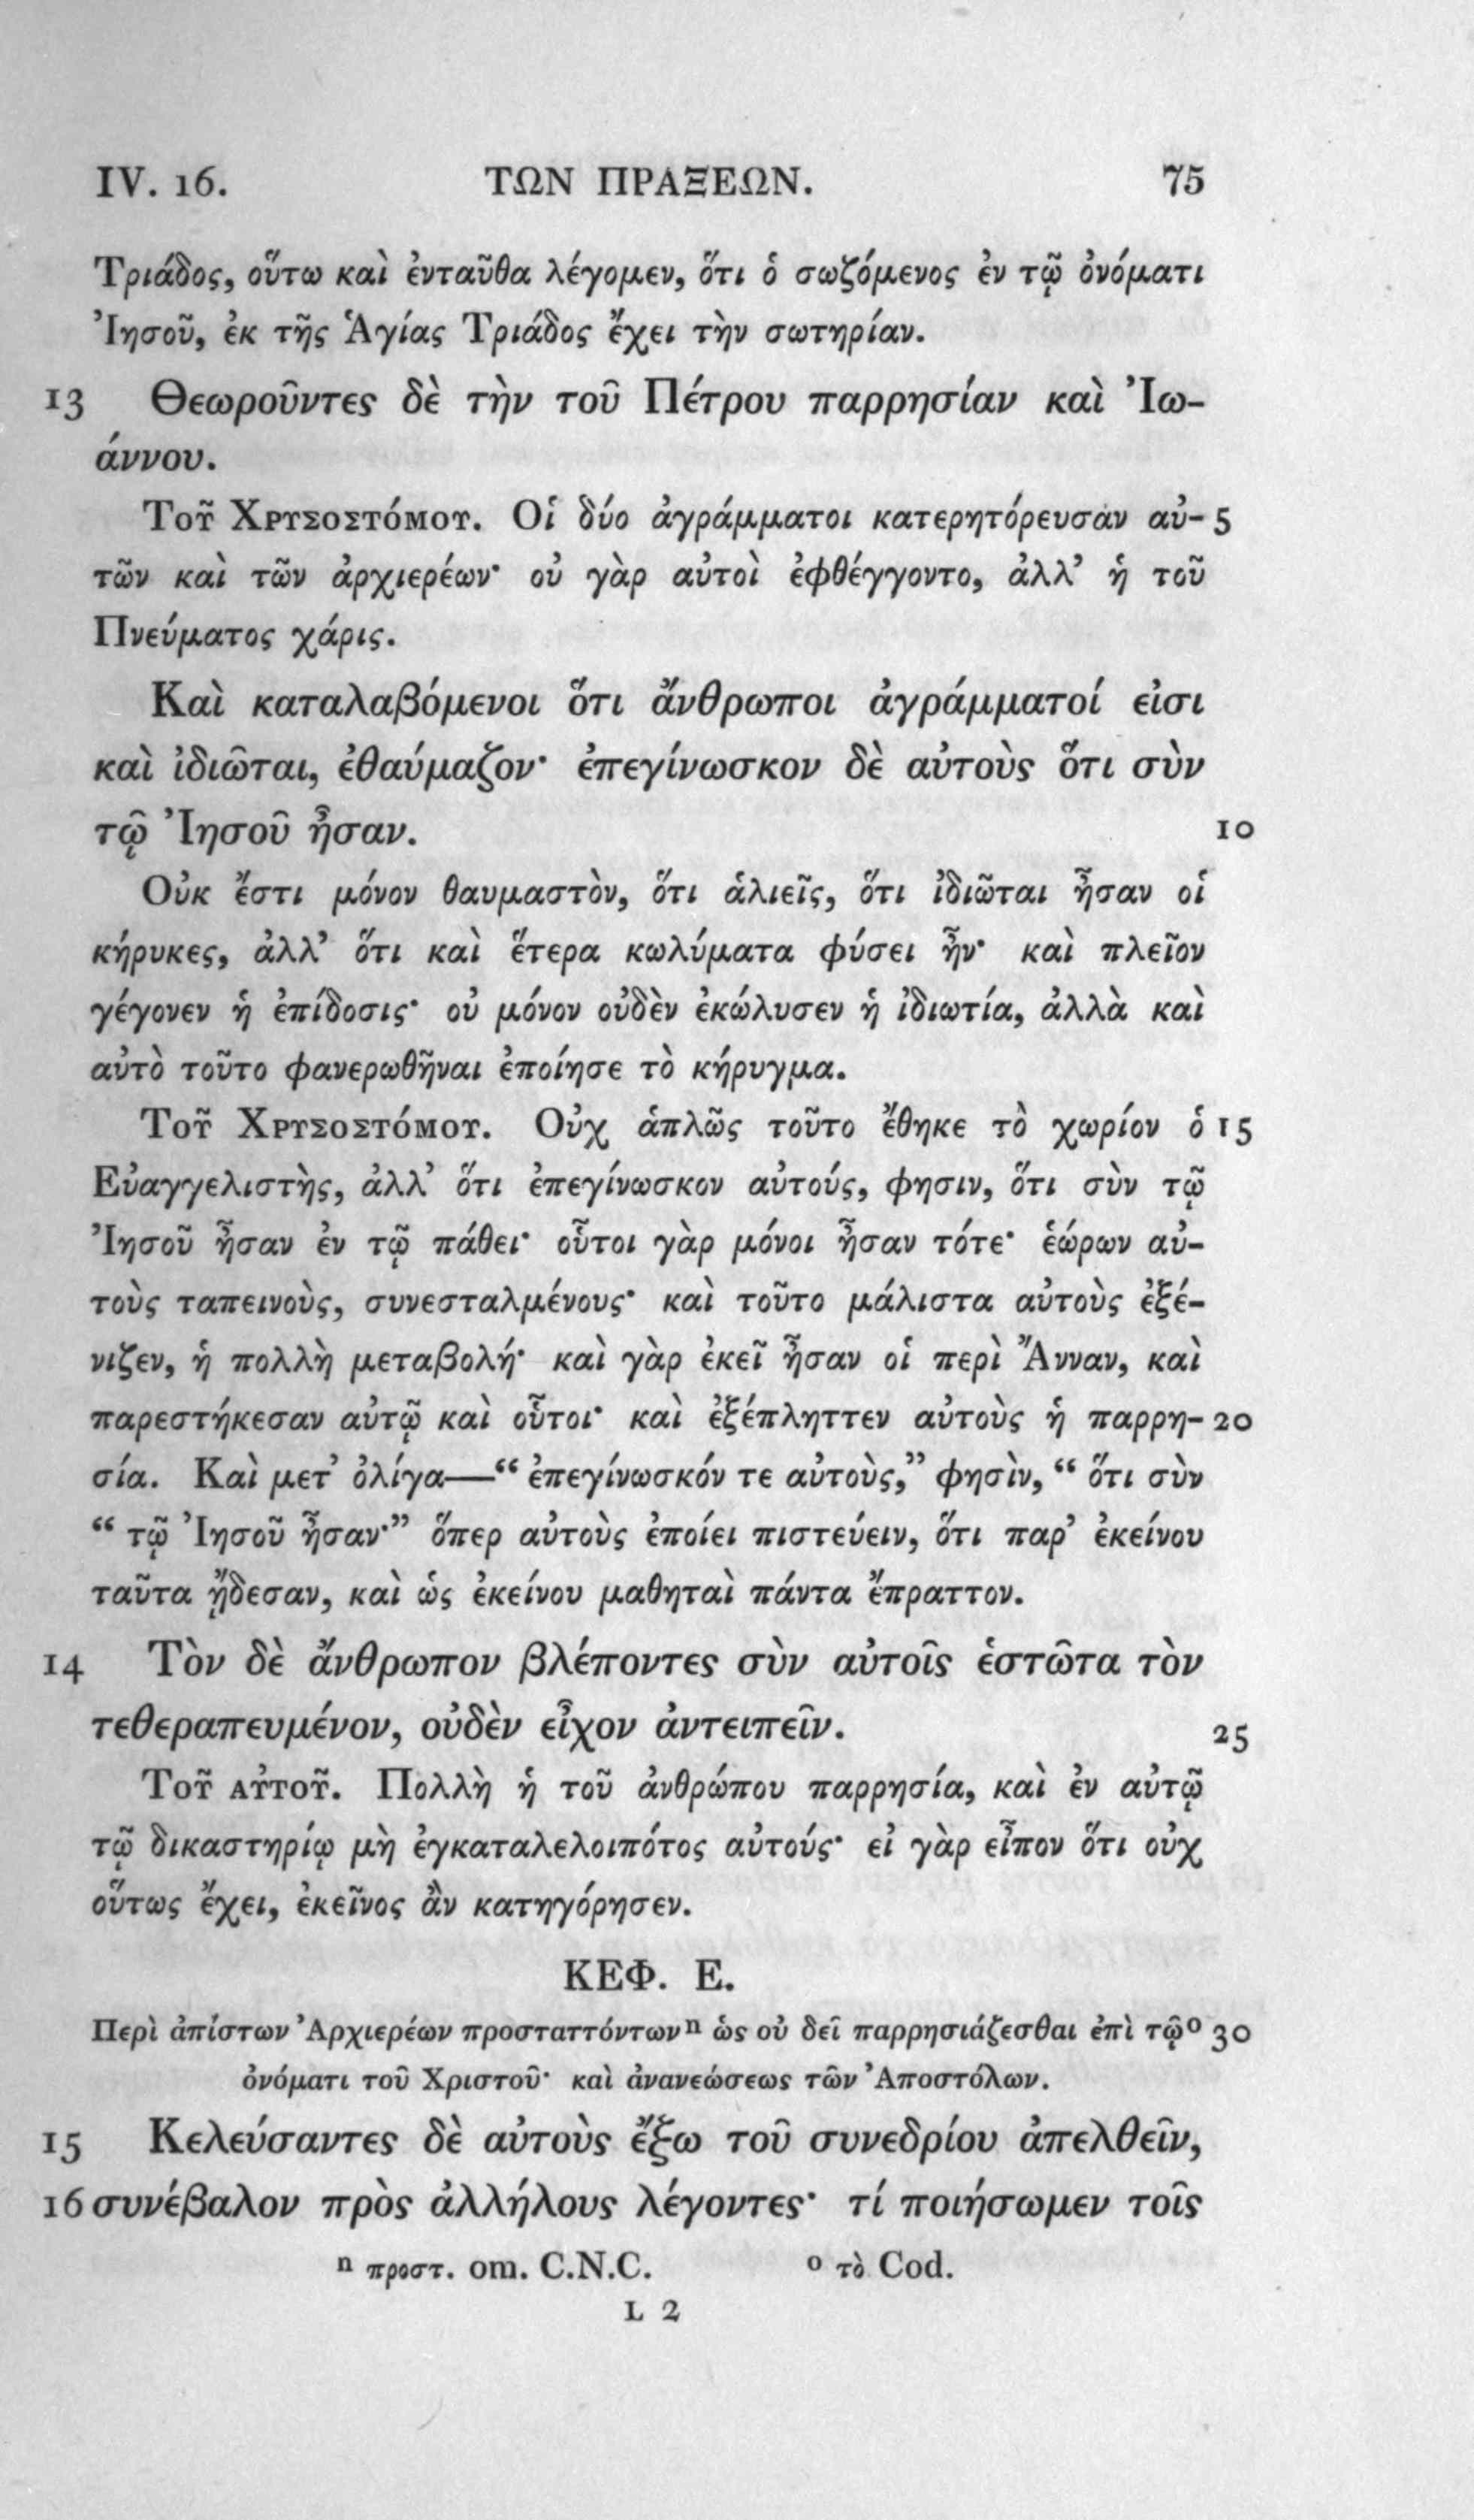 IV. 16. ΤΩΝ ΠΡΑΞΕΩΝ. 75
Τριάδος, οὕτω καὶ ἐνταῦθα λέγομεν, ὅτι ὁ σωζόμενος ἐν τῷ ὀνόματι
Ἰησοῦ, ἐκ τῆς Ἁγίας Τριάδος ἔχει τὴν σωτηρίαν.
13 Θεωροῦντες δὲ τὴν τοῦ Πέτρου παρρησίαν καὶ Ἰω-
άννου.
Τοῦ Χρυσοστόμου. Οἱ δύο ἀγράμματοι κατερητόρευσαν αὐ- 5
τῶν καὶ τῶν ἀρχιερέων· οὐ γὰρ αὐτοὶ ἐφθέγγοντο, ἀλλ’ ἡ τοῦ
Πνεύματος χάρις.
Καὶ καταλαβόμενοι ὅτι ἄνθρωποι ἀγράμματοί εἰσι
καὶ ἰδιῶται, ἐθαύμαζον· ἐπεγίνωσκον δὲ αὐτοὺς ὅτι σὺν
τῷ Ἰησοῦ ἦσαν. 10
Οὐκ ἔστι μόνον θαυμαστὸν, ὅτι ἁλιεῖς, ὅτι ἰδιῶται ἦσαν οἱ
κήρυκες, ἀλλ’ ὅτι καὶ ἕτερα κωλύματα φύσει ἦν· καὶ πλεῖον
γέγονεν ἡ ἐπίδοσις· οὐ μόνον οὐδὲν ἐκώλυσεν ἡ ἰδιωτία, ἀλλὰ καὶ
αὐτὸ τοῦτο φανερωθῆναι ἐποίησε τὸ κήρυγμα.
Τοῦ Χρυσοστόμου. Οὐχ ἁπλῶς τοῦτο ἔθηκε τὸ χωρίον ὁ 15
Εὐαγγελιστὴς, ἀλλ’ ὅτι ἐπεγίνωσκον αὐτούς, φησιν, ὅτι σὺν τῷ
Ἰησοῦ ἦσαν ἐν τῷ πάθει· οὗτοι γὰρ μόνοι ἦσαν τότε· ἑώρων αὐ-
τοὺς ταπεινοὺς, συνεσταλμένους· καὶ τοῦτο μάλιστα αὐτοὺς ἐξέ-
νιζεν, ἡ πολλὴ μεταβολή· καὶ γὰρ ἐκεῖ ἦσαν οἱ περὶ Ἄνναν, καὶ
παρεστήκεσαν αὐτῷ καὶ οὗτοι· καὶ ἐξέπληττεν αὐτοὺς ἡ παρρη- 20
σία. Καὶ μετ’ ὀλίγα—“ ἐπεγίνωσκόν τε αὐτοὺς,” φησὶν, “ ὅτι σὺν
“ τῷ Ἰησοῦ ἦσαν·” ὅπερ αὐτοὺς ἐποίει πιστεύειν, ὅτι παρ’ ἐκείνου
ταῦτα ᾔδεσαν, καὶ ὡς ἐκείνου μαθηταὶ πάντα ἔπραττον.
14 Τὸν δὲ ἄνθρωπον βλέποντες σὺν αὐτοῖς ἑστῶτα τὸν
τεθεραπευμένον, οὐδὲν εἶχον ἀντειπεῖν. 25
Τοῦ αὐτοῦ. Πολλὴ ἡ τοῦ ἀνθρώπου παρρησία, καὶ ἐν αὐτῷ
τῷ δικαστηρίῳ μὴ ἐγκαταλελοιπότος αὐτούς· εἰ γὰρ εἶπον ὅτι οὐχ
οὕτως ἔχει, ἐκεῖνος ἂν κατηγόρησεν.
ΚΕΦ. Ε.
Περὶ ἀπίστων Ἀρχιερέων προσταττόντων ⁿ ὡς οὐ δεῖ παρρησιάζεσθαι ἐπὶ τῷ ᵒ 30
ὀνόματι τοῦ Χριστοῦ· καὶ ἀνανεώσεως τῶν Ἀποστόλων.
15 Κελεύσαντες δὲ αὐτοὺς ἔξω τοῦ συνεδρίου ἀπελθεῖν,
16 συνέβαλον πρὸς ἀλλήλους λέγοντες· τί ποιήσωμεν τοῖς
ⁿ προστ. om. C.N.C. ᵒ τὸ Cod.
L 2